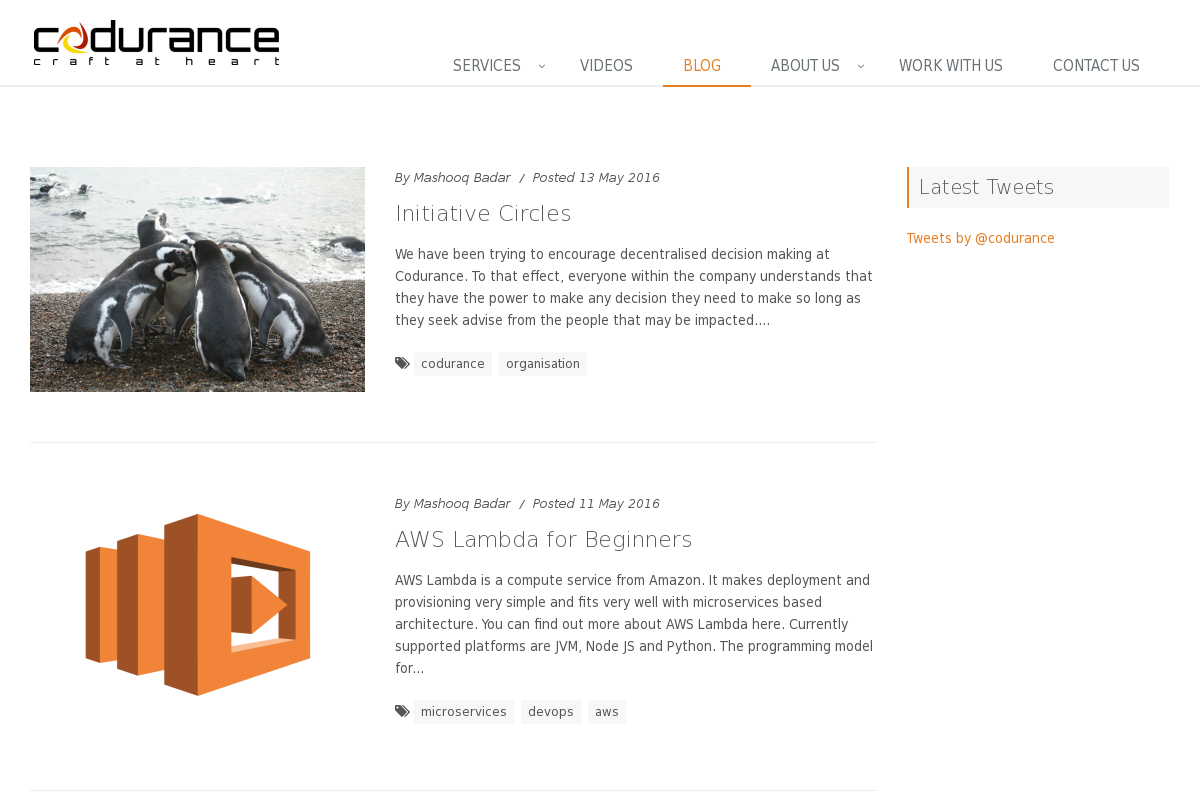 codurance
craft at heart
SERVICES VIDEOS BLOG ABOUT US WORK WITH US CONTACT US
By Mashooq Badar / Posted 13 May 2016
Initiative Circles
We have been trying to encourage decentralised decision making at
Codurance. To that effect, everyone within the company understands that
they have the power to make any decision they need to make so long as
they seek advise from the people that may be impacted....
codurance organisation
By Mashooq Badar / Posted 11 May 2016
AWS Lambda for Beginners
AWS Lambda is a compute service from Amazon. It makes deployment and
provisioning very simple and fits very well with microservices based
architecture. You can find out more about AWS Lambda here. Currently
supported platforms are JVM, Node JS and Python. The programming model
for...
microservices devops aws
Latest Tweets
Tweets by @codurance